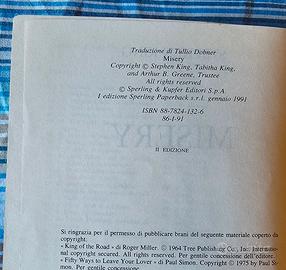 Traduzione di Tullio Dobner
Misery
Copyright © Stephen King, Tabitha King,
and Arthur B. Greene, Trustee
All rights reserved
© Sperling & Kupfer Editori S.p.A
I edizione Sperling Paperback s.r.l. gennaio 1991
ISBN 88-7824-132-6
86-I-91
MISERY
II EDIZIONE
Si ringrazia per il permesso di pubblicare brani del seguente materiale coperto da
copyright:
« King of the Road » di Roger Miller. © 1964 Tree Publishing Co., Inc. Internatio-
nal copyright secured. All rights reserved. Per gentile concessione dell'editore.
« Fifty Ways to Leave Your Lover » di Paul Simon. Copyright © 1975 by Paul Si-
mon. Per gentile concessione